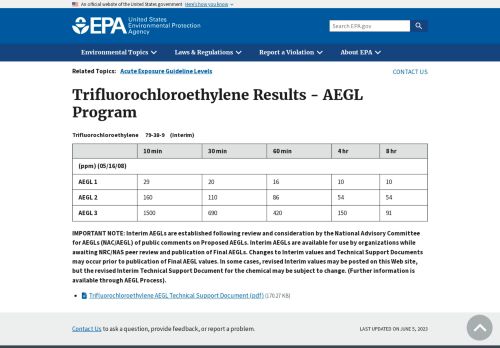 An official website of the United States government Here's how you know
EPA United States
Environmental Protection
Agency
Search EPA.gov
Environmental Topics Laws & Regulations Report a Violation About EPA
Related Topics: Acute Exposure Guideline Levels
CONTACT US
Trifluorochloroethylene Results - AEGL
Program
Trifluorochloroethylene 79-38-9 (Interim)
10 min 30 min 60 min 4 hr 8 hr
(ppm) (05/16/08)
AEGL 1 29 20 16 10 10
AEGL 2 160 110 86 54 54
AEGL 3 1500 690 420 150 91
IMPORTANT NOTE: Interim AEGLs are established following review and consideration by the National Advisory Committee
for AEGLs (NAC/AEGL) of public comments on Proposed AEGLs. Interim AEGLs are available for use by organizations while
awaiting NRC/NAS peer review and publication of Final AEGLs. Changes to Interim values and Technical Support Documents
may occur prior to publication of Final AEGL values. In some cases, revised Interim values may be posted on this Web site,
but the revised Interim Technical Support Document for the chemical may be subject to change. (Further information is
available through AEGL Process).
Trifluorochloroethylene AEGL Technical Support Document (pdf) (170.27 KB)
Contact Us to ask a question, provide feedback, or report a problem.
LAST UPDATED ON JUNE 5, 2023